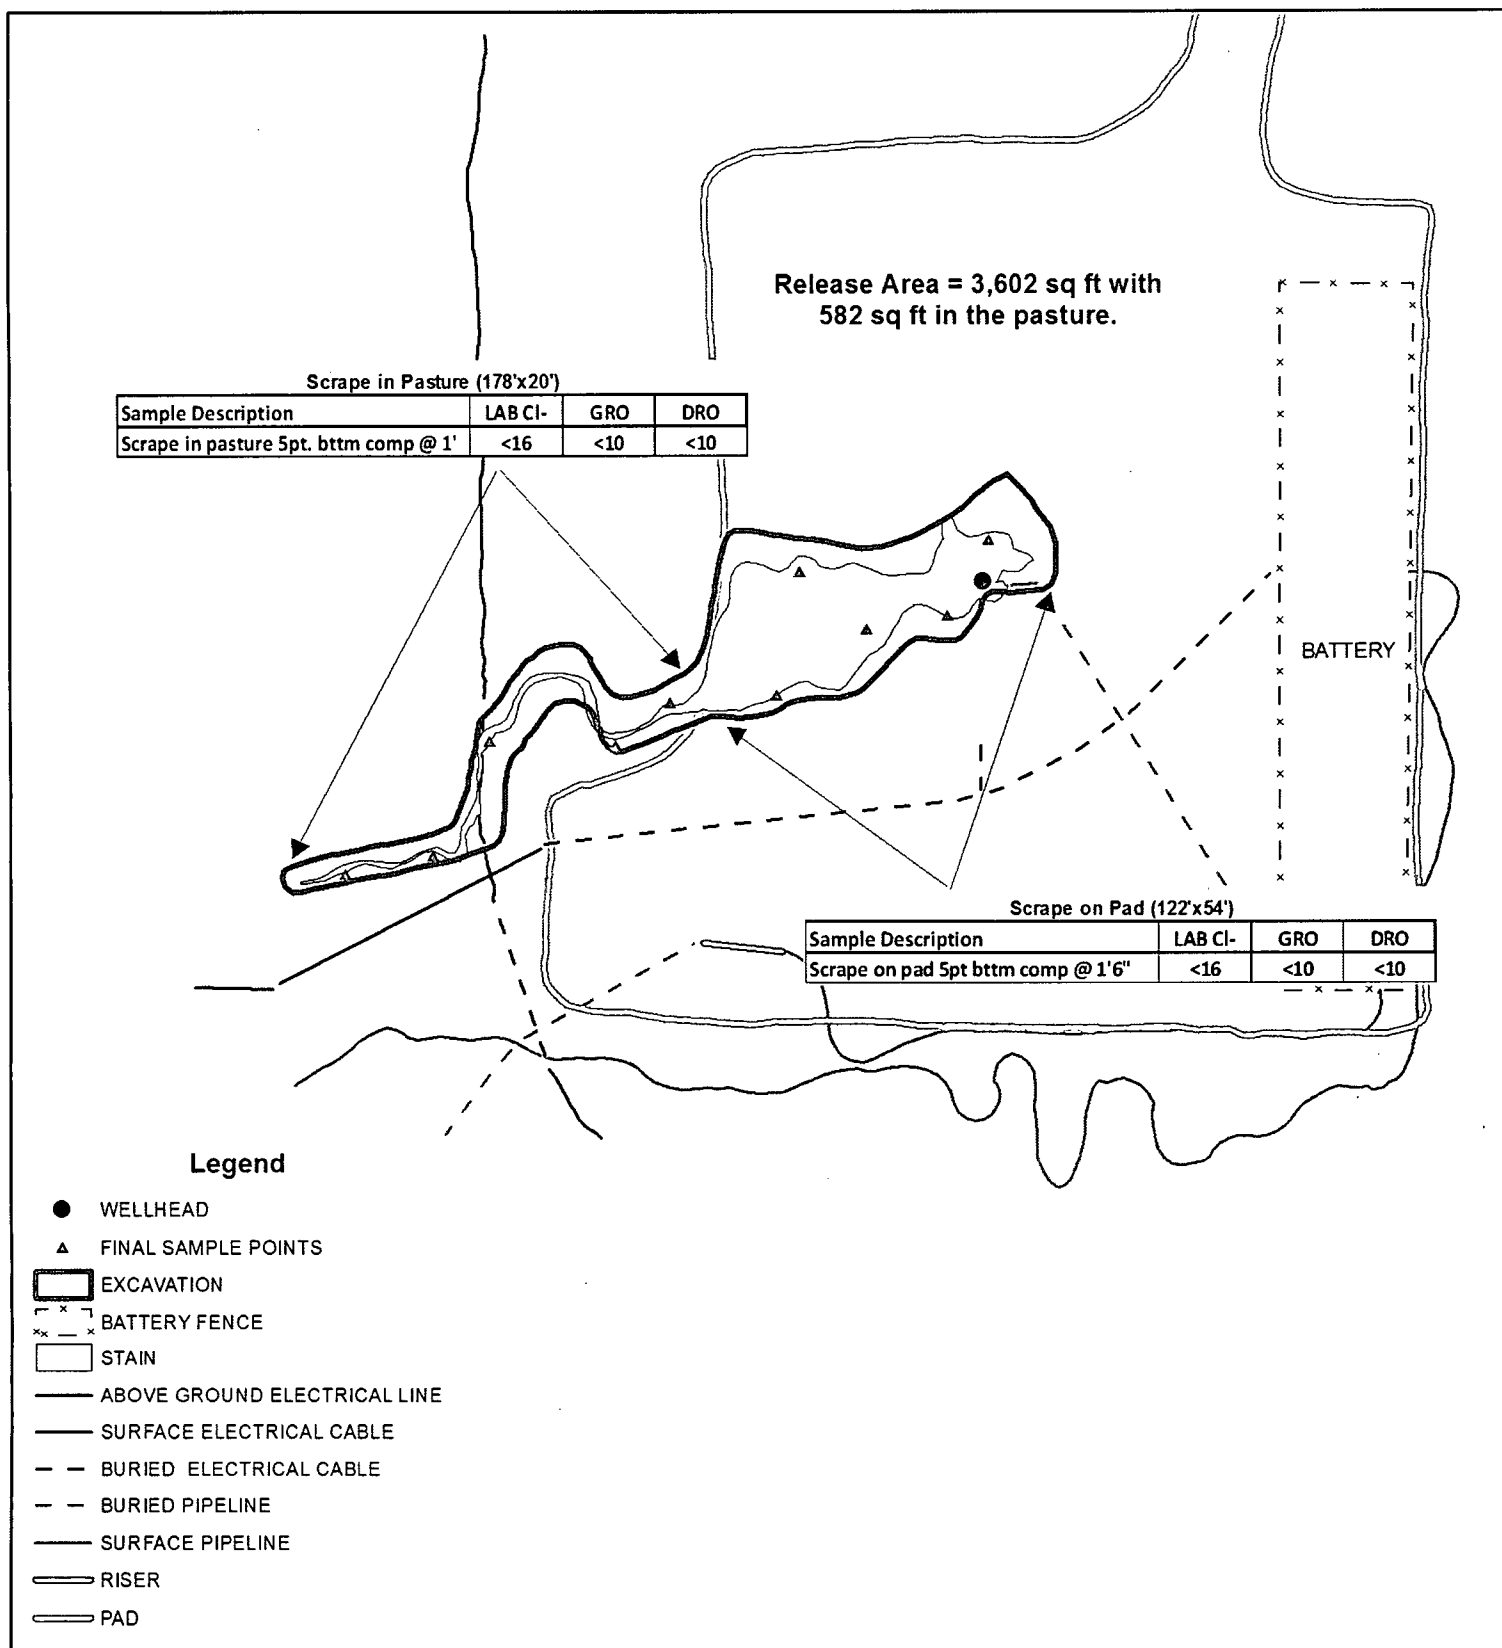 Release Area = 3,602 sq ft with
582 sq ft in the pasture.
Scrape in Pasture (178'x20')
Sample Description LAB Cl- GRO DRO
Scrape in pasture 5pt. bttm comp @ 1' <16 <10 <10
BATTERY
Scrape on Pad (122'x54')
Sample Description LAB Cl- GRO DRO
Scrape on pad 5pt bttm comp @ 1'6" <16 <10 <10
Legend
WELLHEAD
FINAL SAMPLE POINTS
EXCAVATION
BATTERY FENCE
STAIN
ABOVE GROUND ELECTRICAL LINE
SURFACE ELECTRICAL CABLE
BURIED ELECTRICAL CABLE
BURIED PIPELINE
SURFACE PIPELINE
RISER
PAD